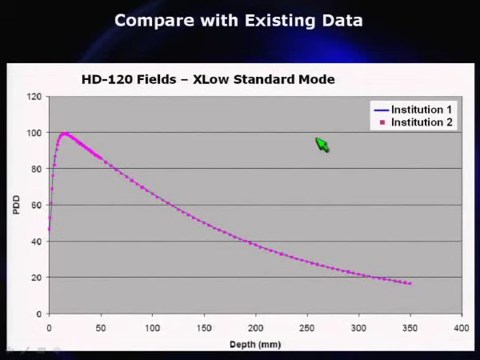 Compare with Existing Data
HD-120 Fields – XLow Standard Mode
120
100
80
60
40
20
0
PDD
Institution 1
Institution 2
0
50
100
150
200
250
300
350
400
Depth (mm)